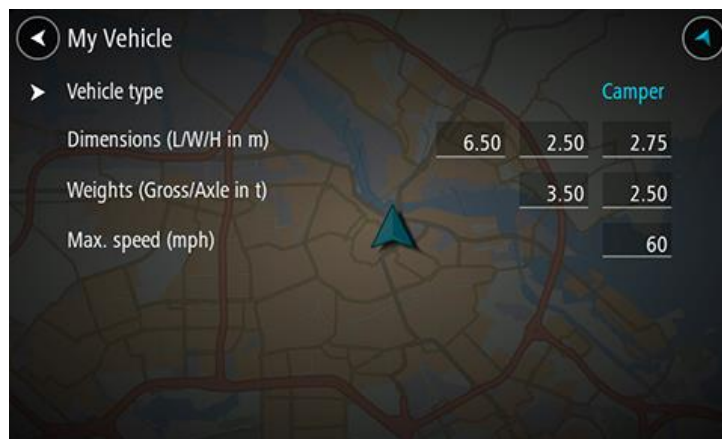 My Vehicle
Vehicle type Camper
Dimensions (L/W/H in m) 6.50 2.50 2.75
Weights (Gross/Axle in t) 3.50 2.50
Max. speed (mph) 60